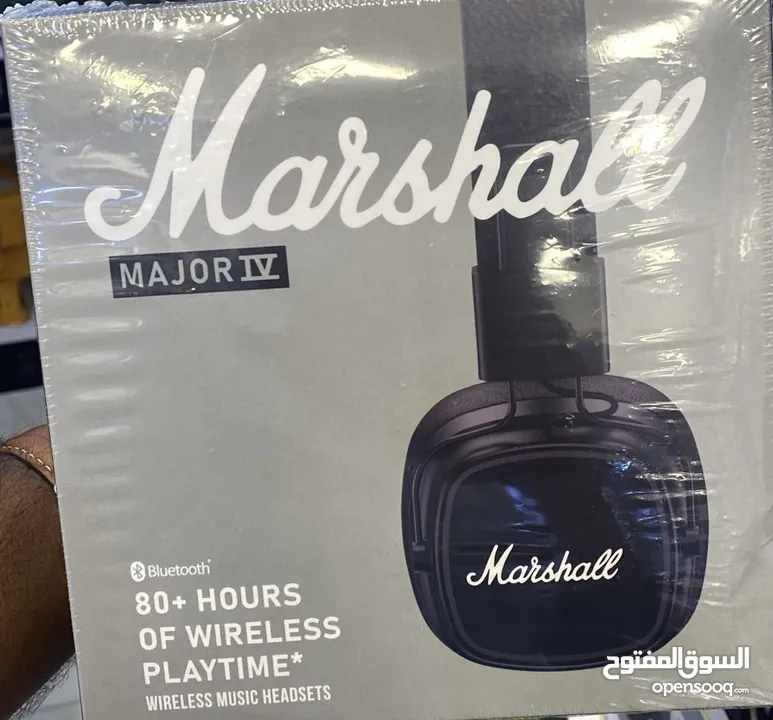 Marshall
MAJOR IV
Bluetooth
80+ HOURS
OF WIRELESS
PLAYTIME*
WIRELESS MUSIC HEADSETS
Marshall
السوق المفتوح
opensooq.com